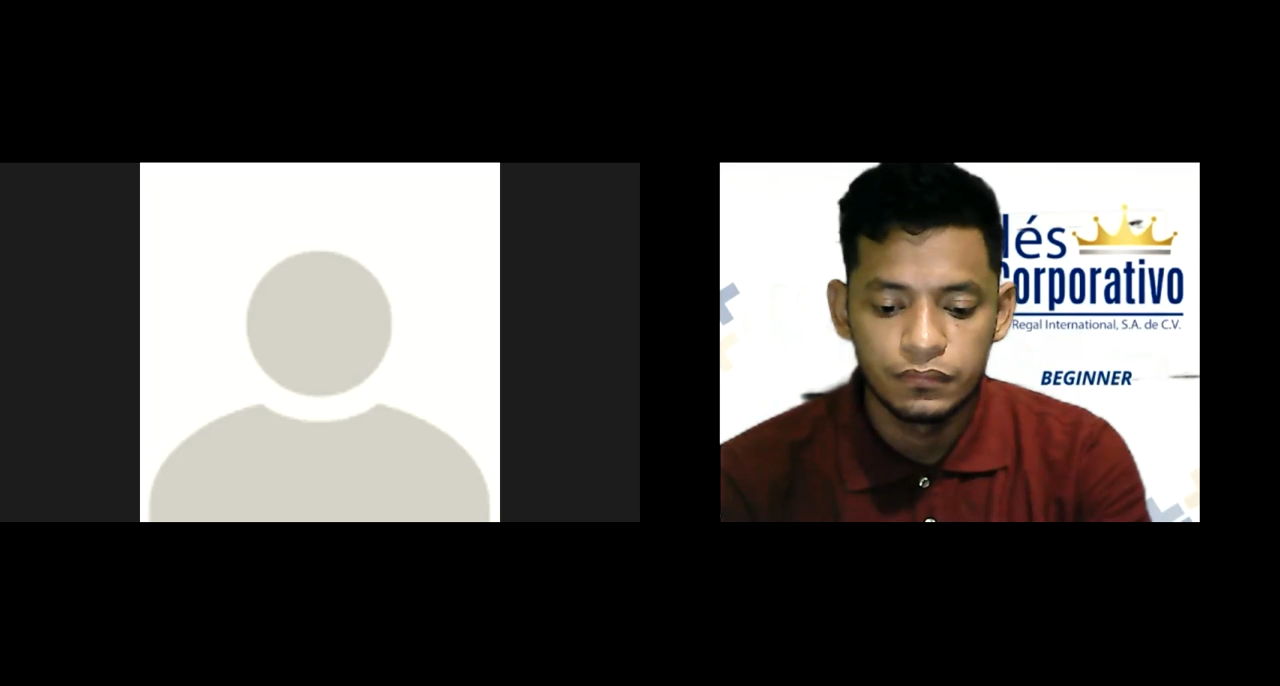 lés
Corporativo
Regal International, S.A. de C.V.
BEGINNER